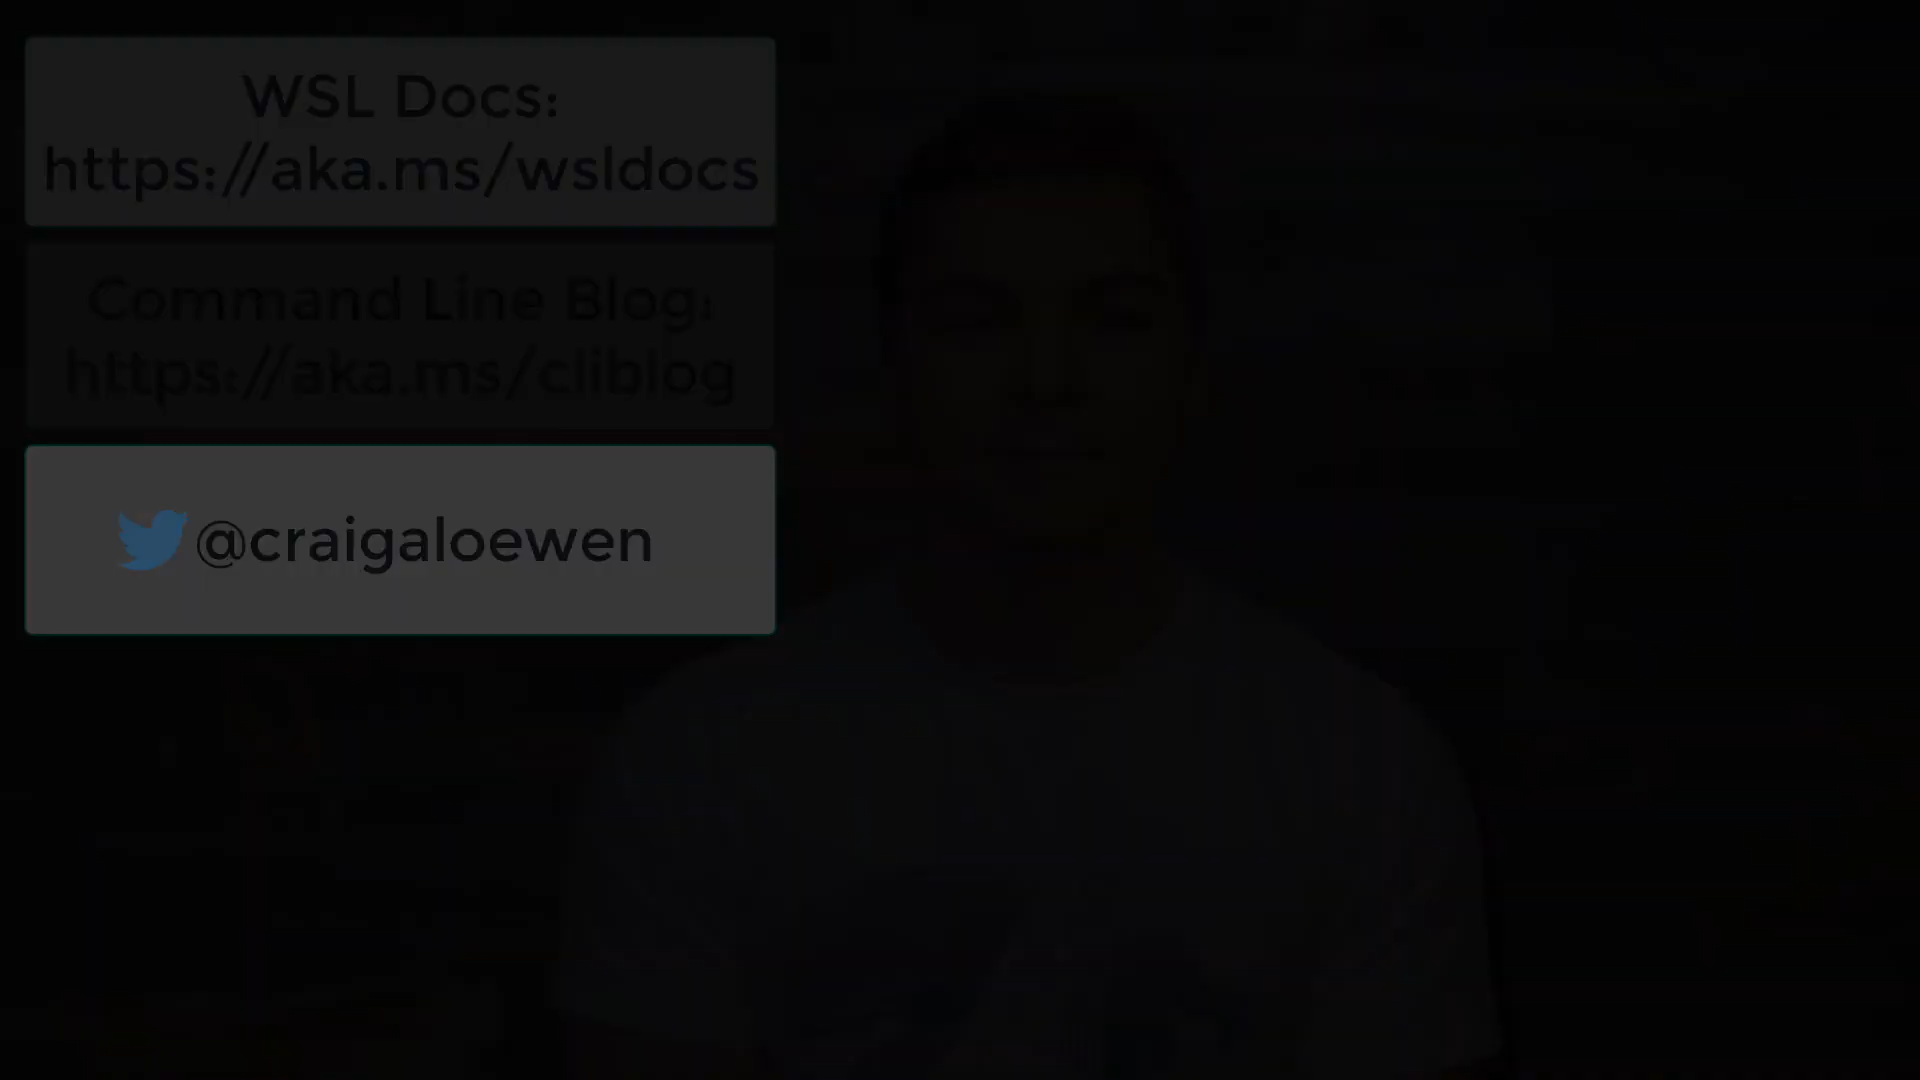 WSL Docs:
https://aka.ms/wsldocs
Command Line Blog:
https://aka.ms/cliblog
@craigaloewen